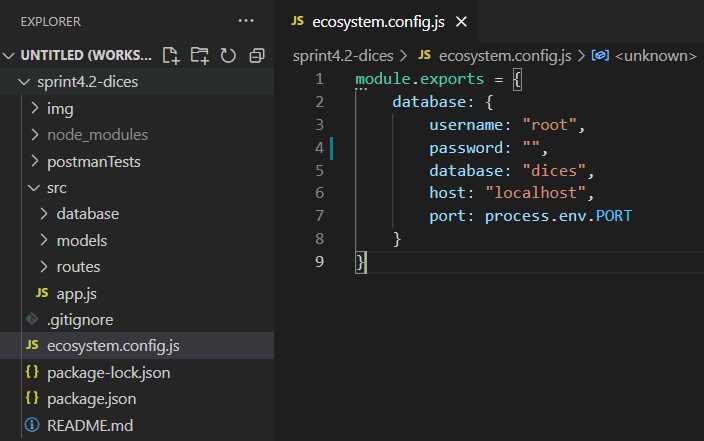 EXPLORER
UNTITLED (WORKS...
sprint4.2-dices
img
node_modules
postmanTests
src
database
models
routes
JS app.js
.gitignore
JS ecosystem.config.js
{ } package-lock.json
{ } package.json
README.md
JS ecosystem.config.js
sprint4.2-dices > JS ecosystem.config.js > <unknown>
1 module.exports = {
2 database: {
3 username: "root",
4 password: "",
5 database: "dices",
6 host: "localhost",
7 port: process.env.PORT
8 }
9 }